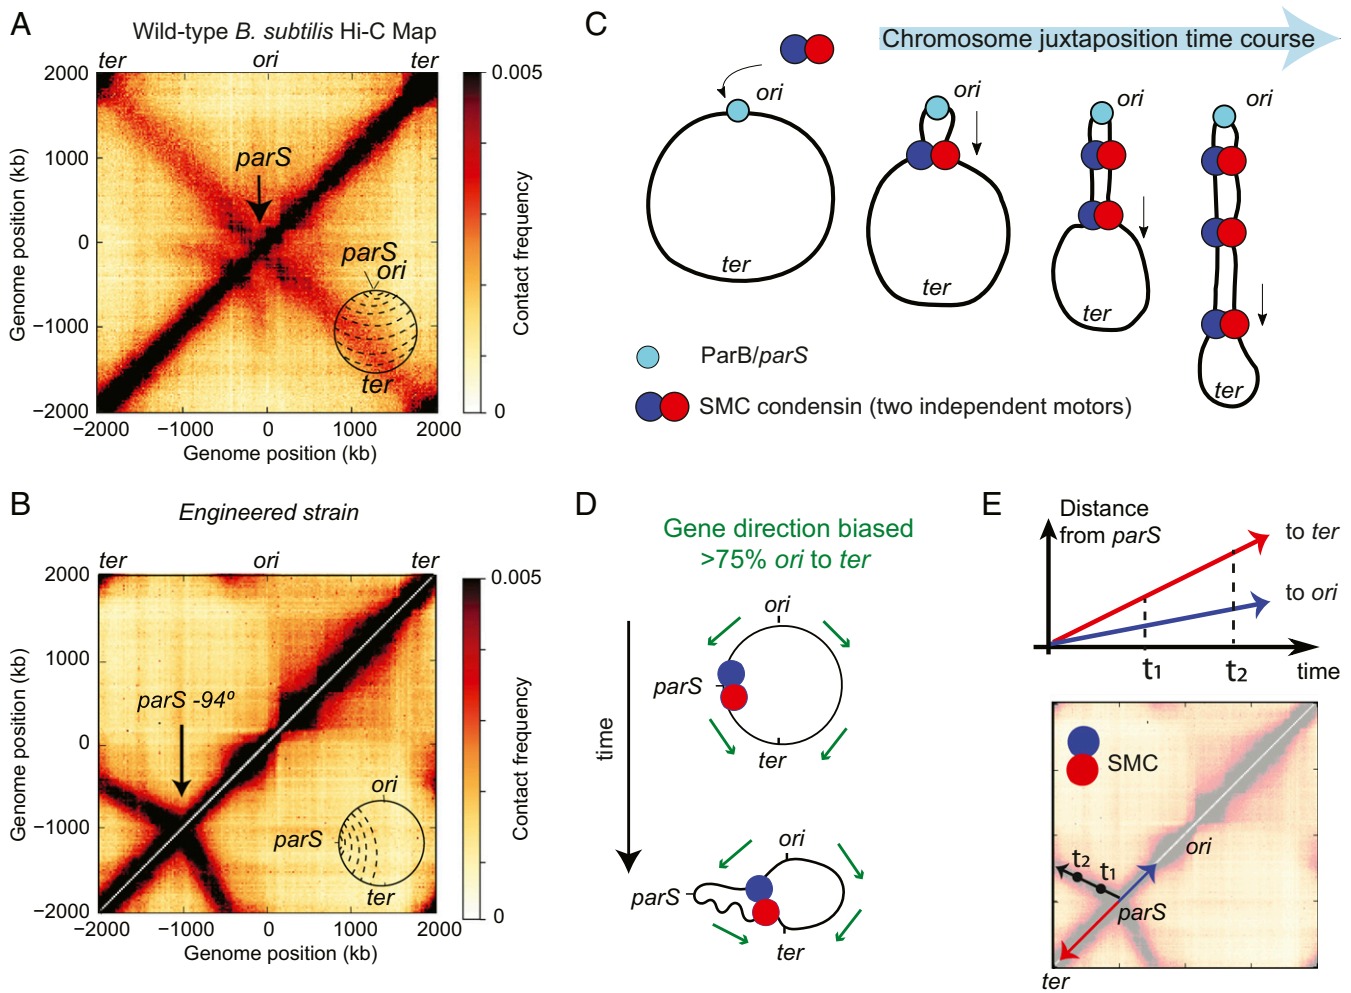 A
Wild-type B. subtilis Hi-C Map
ter
ori
ter
2000
1000
0
−1000
−2000
Genome position (kb)
parS
parS
ori
ter
−2000
−1000
0
1000
2000
Genome position (kb)
0.005
0
Contact frequency
B
Engineered strain
ter
ori
ter
2000
1000
0
−1000
−2000
Genome position (kb)
parS -94º
ori
parS
ter
−2000
−1000
0
1000
2000
Genome position (kb)
0.005
0
Contact frequency
C
Chromosome juxtaposition time course
ori
ter
ori
ter
ori
ter
ori
ter
ParB/parS
SMC condensin (two independent motors)
D
Gene direction biased
>75% ori to ter
time
ori
parS
ter
ori
parS
ter
E
Distance
from parS
to ter
to ori
t1
t2
time
SMC
ori
t2
t1
parS
ter